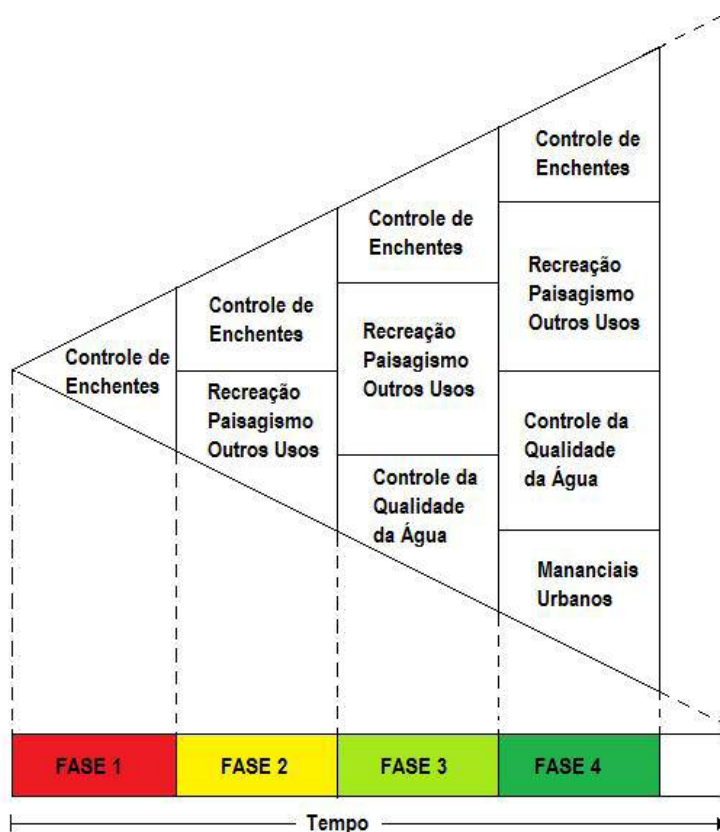 Controle de
Enchentes
Controle de
Enchentes
Recreação
Paisagismo
Outros Usos
Controle de
Enchentes
Recreação
Paisagismo
Outros Usos
Controle da
Qualidade
da Água
Controle de
Enchentes
Recreação
Paisagismo
Outros Usos
Controle da
Qualidade
da Água
Mananciais
Urbanos
FASE 1
FASE 2
FASE 3
FASE 4
Tempo